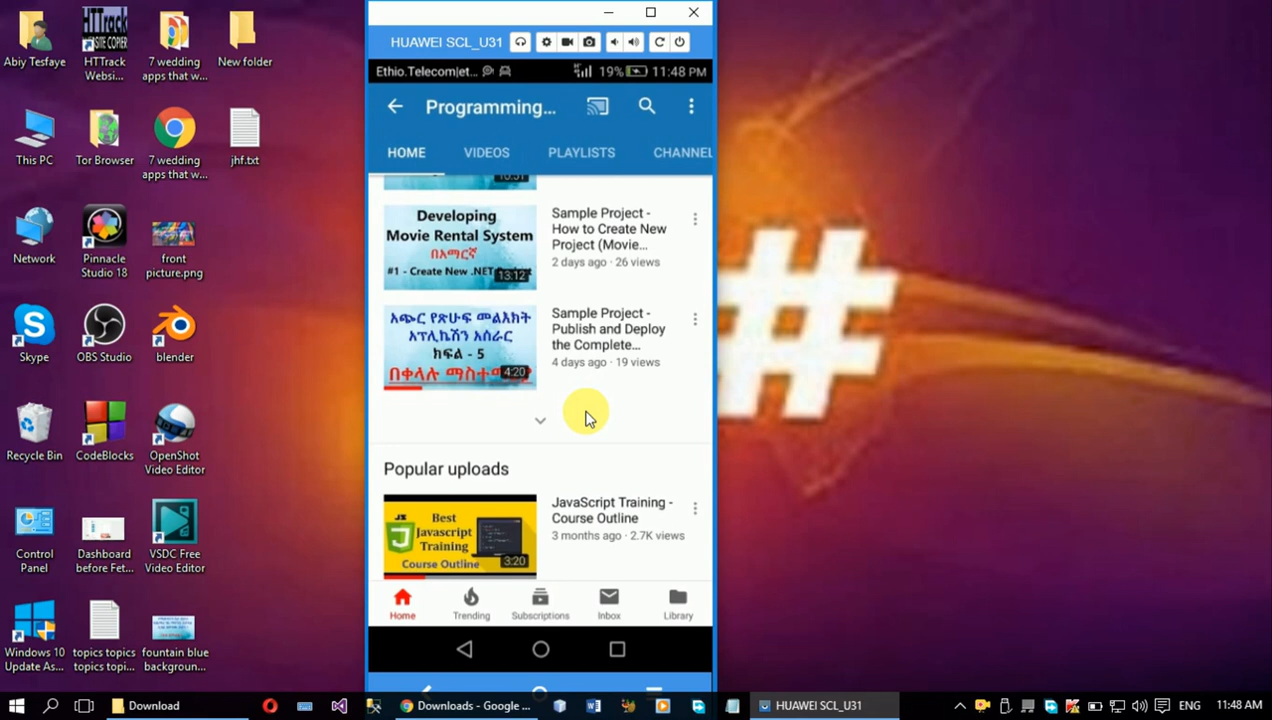 Abiy Tesfaye
HTTrack
WEBSITE COPIER
HTTrack
Websi...
7 wedding
apps that w...
New folder
This PC
Tor Browser
7 wedding
apps that w...
jhf.txt
Network
Pinnacle
Studio 18
front
picture.png
Skype
OBS Studio
blender
Recycle Bin
CodeBlocks
OpenShot
Video Editor
Control
Panel
Dashboard
before Fet...
VSDC Free
Video Editor
Windows 10
Update As...
topics topics
topics topi...
fountain blue
backgroun...
HUAWEI SCL_U31
Ethio.Telecom|et... 19% 11:48 PM
Programming...
HOME VIDEOS PLAYLISTS CHANNEL
Developing
Movie Rental System
በአማርኛ
#1 - Create New .NET
13:12
Sample Project -
How to Create New
Project (Movie...
2 days ago · 26 views
አጭር የጽሁፍ መልእክት
አፕሊኬሽን አሰራር
ክፍል - 5
4:20
Sample Project -
Publish and Deploy
the Complete...
4 days ago · 19 views
Popular uploads
JS
Best
Javascript
Training
Course Outline
3:20
JavaScript Training -
Course Outline
3 months ago · 2.7K views
Home Trending Subscriptions Inbox Library
#
Download
Downloads - Google ...
HUAWEI SCL_U31
ENG
11:48 AM